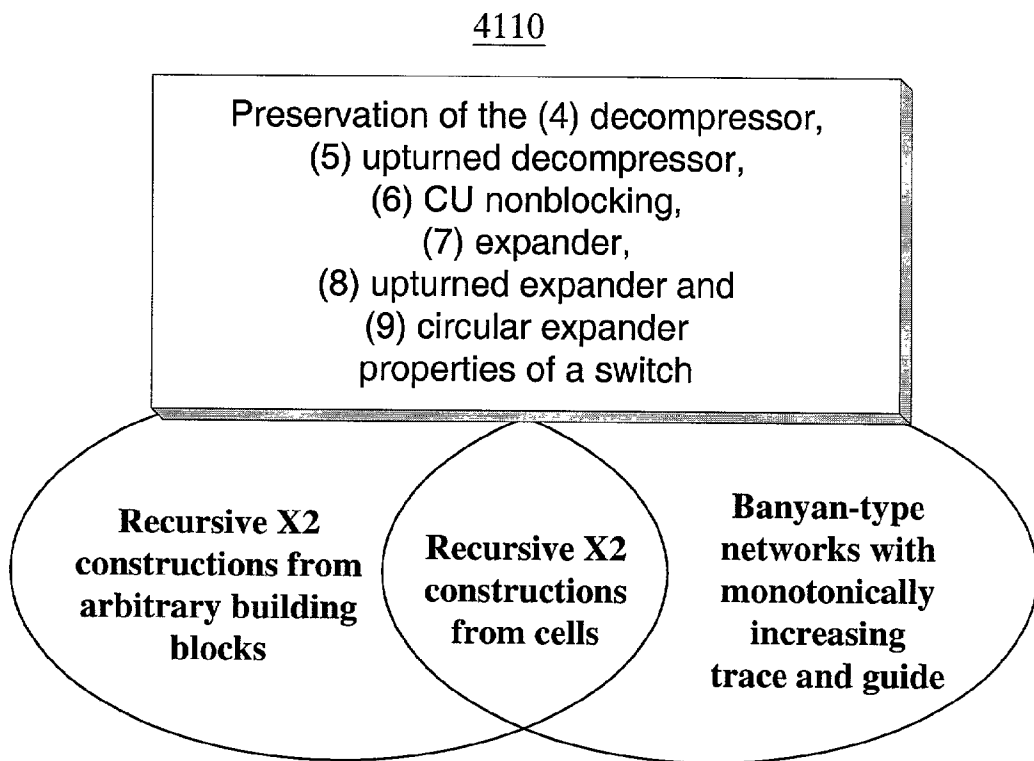 4110
Preservation of the (4) decompressor,
(5) upturned decompressor,
(6) CU nonblocking,
(7) expander,
(8) upturned expander and
(9) circular expander
properties of a switch
Recursive X2
constructions from
arbitrary building
blocks
Recursive X2
constructions
from cells
Banyan-type
networks with
monotonically
increasing
trace and guide